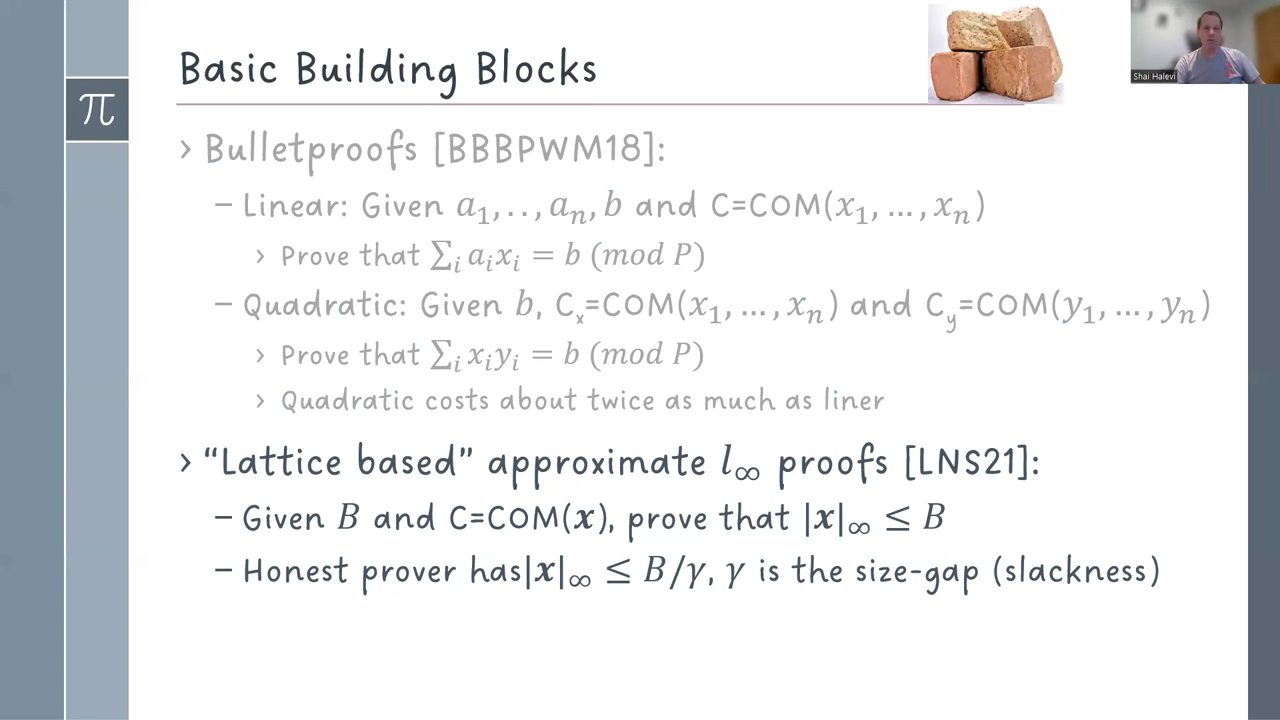 Basic Building Blocks
Shai Halevi
π
› Bulletproofs [BBBPWM18]:
– Linear: Given a₁,..,aₙ, b and C=COM(x₁, …, xₙ)
› Prove that ∑ᵢ aᵢxᵢ = b (mod P)
– Quadratic: Given b, Cₓ=COM(x₁, …, xₙ) and C_y=COM(y₁, …, yₙ)
› Prove that ∑ᵢ xᵢyᵢ = b (mod P)
› Quadratic costs about twice as much as liner
› “Lattice based” approximate l_∞ proofs [LNS21]:
– Given B and C=COM(x), prove that |x|_∞ ≤ B
– Honest prover has|x|_∞ ≤ B/γ, γ is the size-gap (slackness)